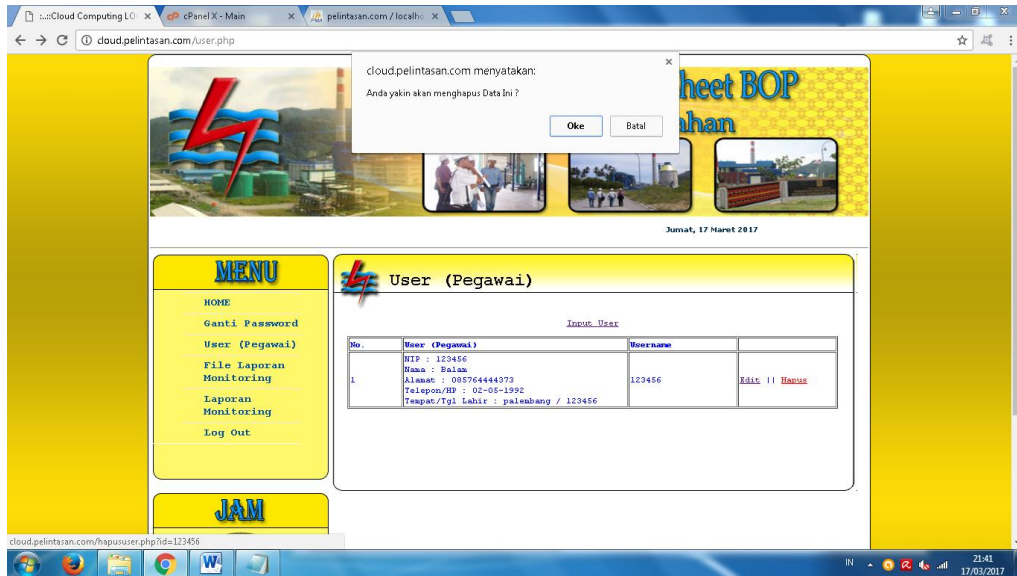 :..::Cloud Computing LO
cPanel X - Main
pelintasan.com / localho
cloud.pelintasan.com/user.php
cloud.pelintasan.com menyatakan:
Anda yakin akan menghapus Data Ini ?
Oke
Batal
heet BOP
ahan
Jumat, 17 Maret 2017
MENU
HOME
Ganti Password
User (Pegawai)
File Laporan
Monitoring
Laporan
Monitoring
Log Out
User (Pegawai)
Input User
No. User (Pegawai) Username
1
NIP : 123456
Nama : Balam
Alamat : 085764444373
Telepon/HP : 02-05-1992
Tempat/Tgl Lahir : palembang / 123456
123456
Edit || Hapus
JAM
cloud.pelintasan.com/hapususer.php?id=123456
IN
21:41
17/03/2017